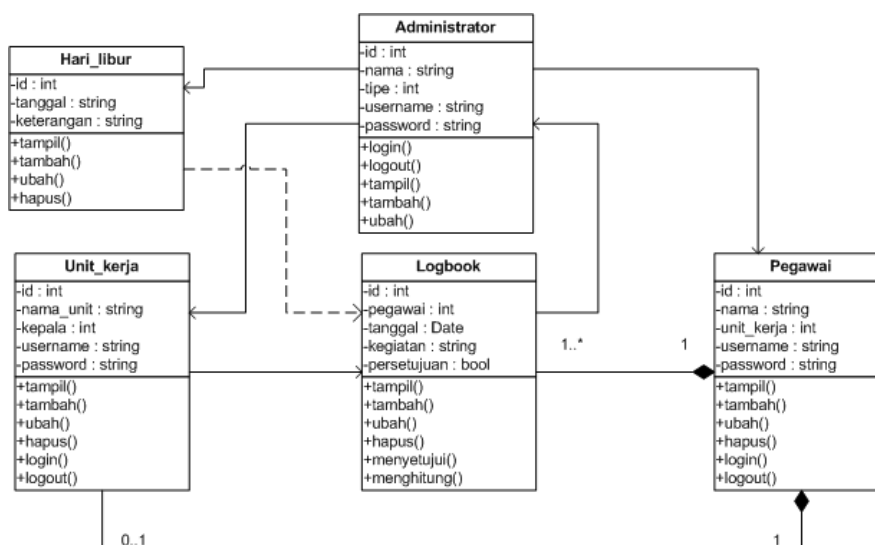 Administrator
-id : int
-nama : string
-tipe : int
-username : string
-password : string
+login()
+logout()
+tampil()
+tambah()
+ubah()
Hari_libur
-id : int
-tanggal : string
-keterangan : string
+tampil()
+tambah()
+ubah()
+hapus()
Unit_kerja
-id : int
-nama_unit : string
-kepala : int
-username : string
-password : string
+tampil()
+tambah()
+ubah()
+hapus()
+login()
+logout()
Logbook
-id : int
-pegawai : int
-tanggal : Date
-kegiatan : string
-persetujuan : bool
+tampil()
+tambah()
+ubah()
+hapus()
+menyetujui()
+menghitung()
1..*
1
Pegawai
-id : int
-nama : string
-unit_kerja : int
-username : string
-password : string
+tampil()
+tambah()
+ubah()
+hapus()
+login()
+logout()
0..1
1